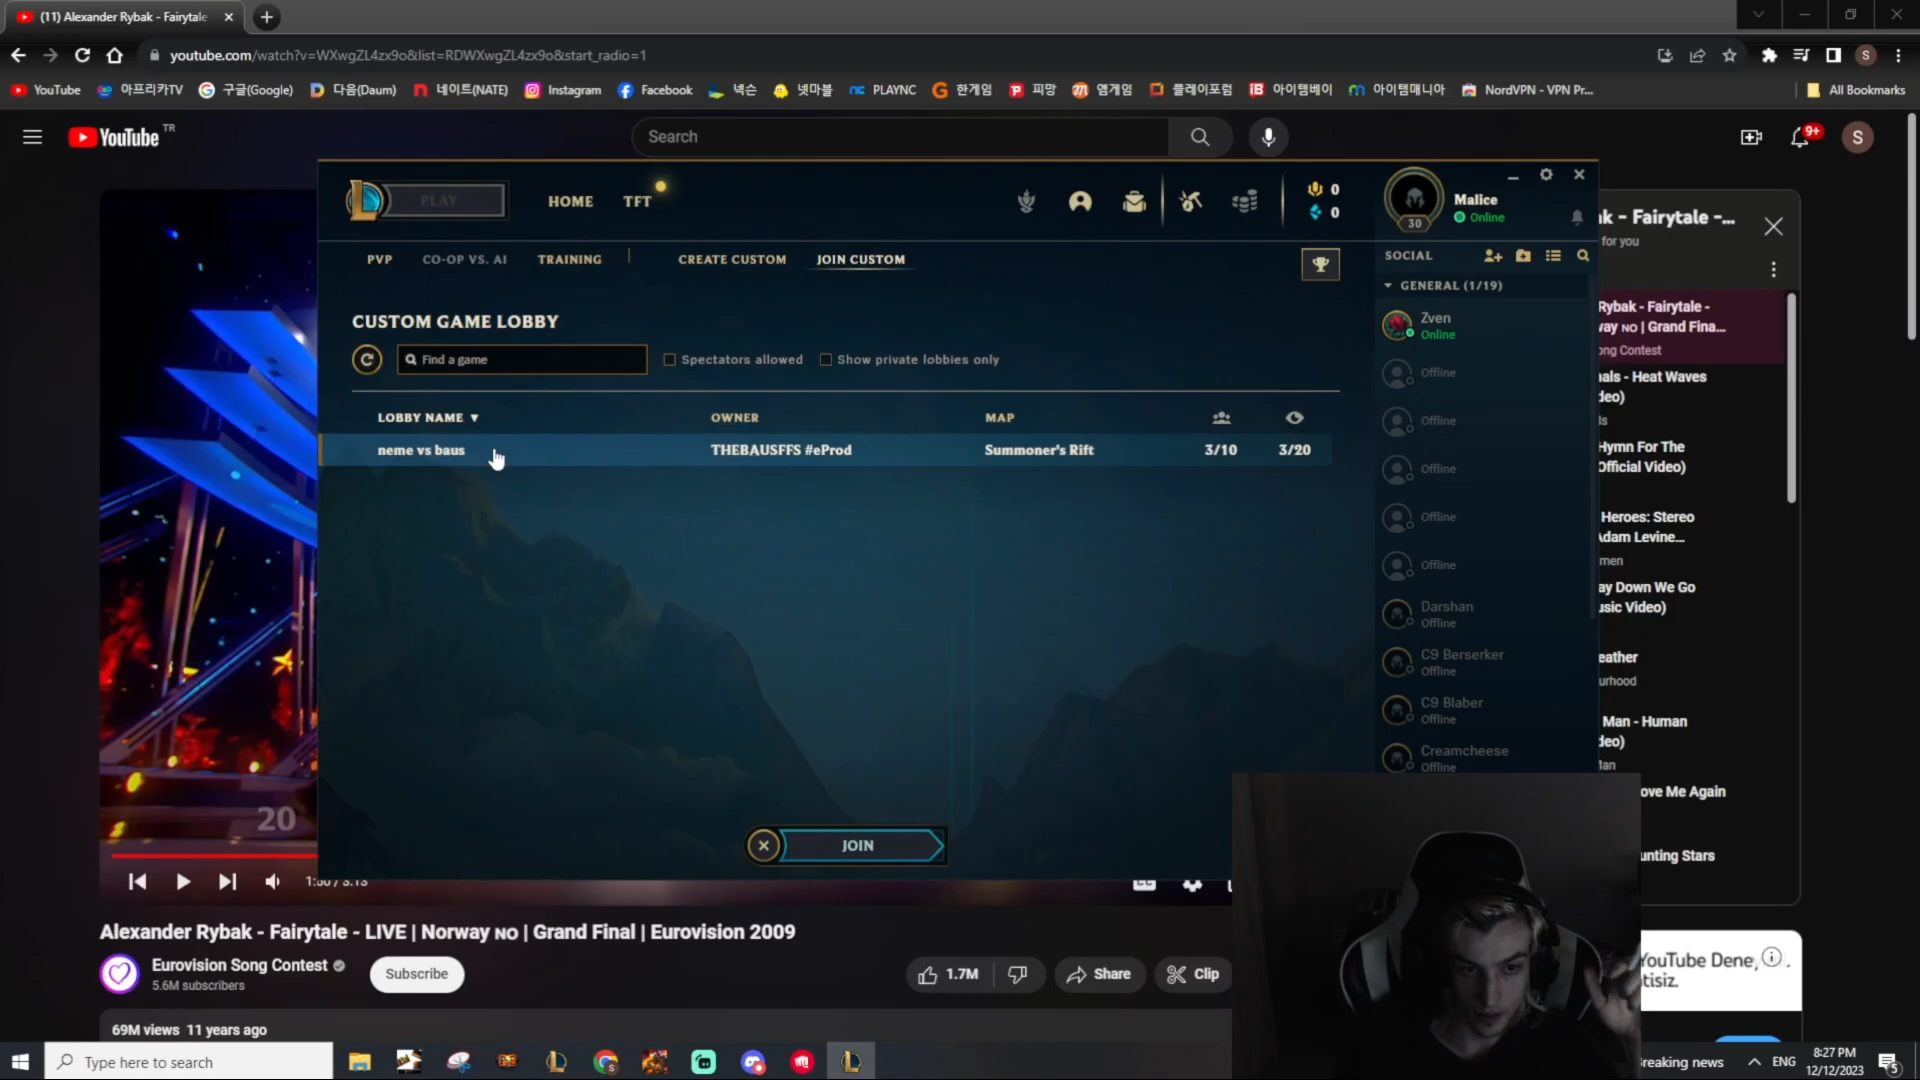 (11) Alexander Rybak - Fairytale
youtube.com/watch?v=WXwgZL4zx9o&list=RDWXwgZL4zx9o&start_radio=1
YouTube 아프리카TV 구글(Google) 다음(Daum) 네이트(NATE) Instagram Facebook 넥슨 넷마블 PLAYNC 한게임 피망 엠게임 플레이포럼 아이템베이 아이템매니아 NordVPN - VPN Pr... All Bookmarks
YouTube TR
Search
9+
S
PLAY
HOME
TFT
0
0
30
Malice
Online
PVP CO-OP VS. AI TRAINING CREATE CUSTOM JOIN CUSTOM
SOCIAL
GENERAL (1/19)
CUSTOM GAME LOBBY
Find a game
Spectators allowed
Show private lobbies only
LOBBY NAME OWNER MAP
neme vs baus THEBAUSFFS #eProd Summoner's Rift 3/10 3/20
JOIN
Zven
Online
Offline
Offline
Offline
Offline
Offline
Darshan
Offline
C9 Berserker
Offline
C9 Blaber
Offline
Creamcheese
Offline
k - Fairytale -...
for you
Rybak - Fairytale -
way NO | Grand Fina...
ong Contest
als - Heat Waves
deo)
Hymn For The
Official Video)
Heroes: Stereo
Adam Levine...
men
ay Down We Go
usic Video)
eather
urhood
Man - Human
deo)
Man
ove Me Again
unting Stars
20
Alexander Rybak - Fairytale - LIVE | Norway NO | Grand Final | Eurovision 2009
Eurovision Song Contest
5.6M subscribers
Subscribe
1.7M
Share
Clip
69M views 11 years ago
YouTube Dene,
tisiz.
Type here to search
Breaking news
ENG
8:27 PM
12/12/2023
5